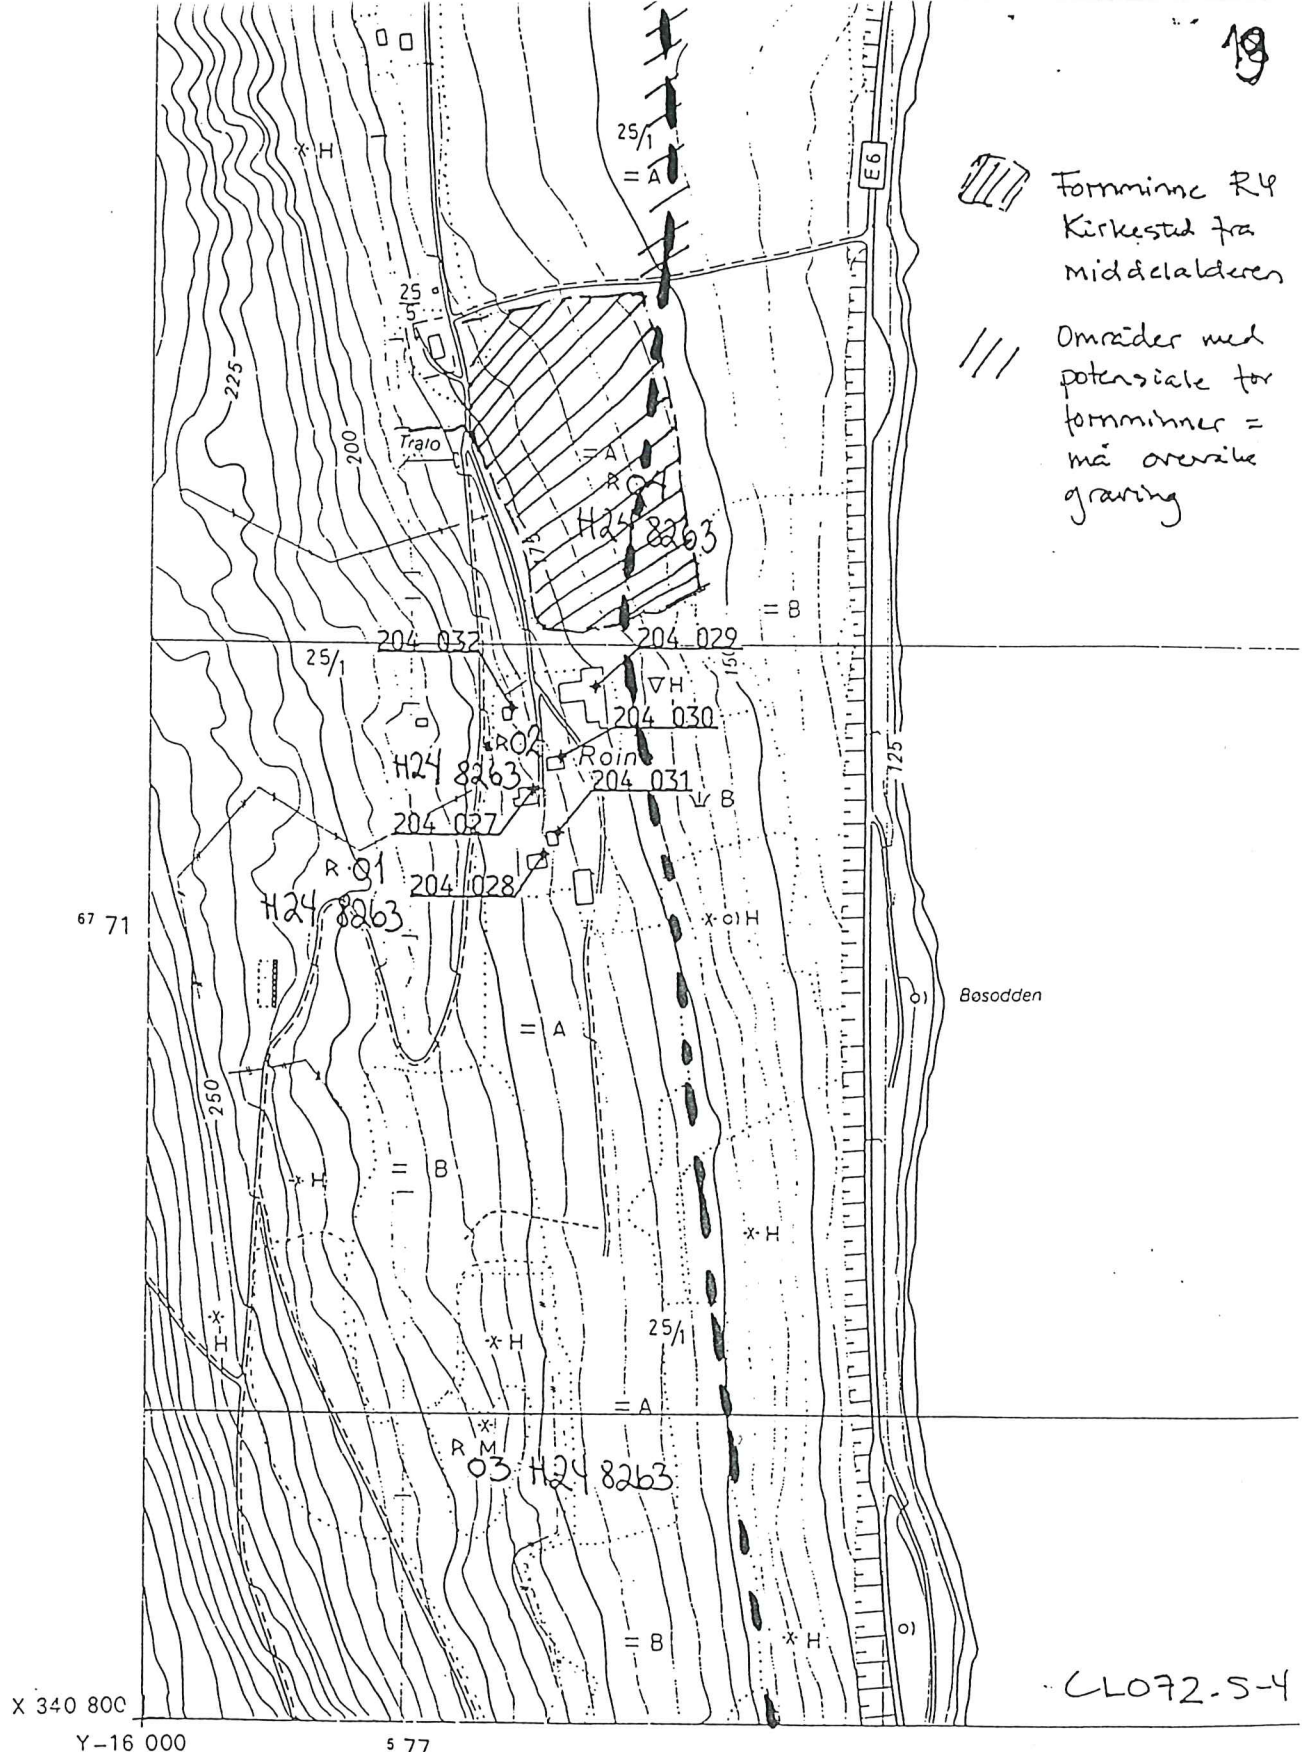 19
25/1
= A
E6
H
Fornminne R4
Kirkested fra
middelalderen
Områder med
potensiale for
fornminner =
må overvåke
graving
25
5
225
200
Tralo
= A
R 4
H24 8263
175
= B
204 032
204 029
25/1
150
H
204 030
R02
Roin
H24 8263
204 031
B
125
204 027
R 01
204 028
H24 8263
67 71
o) H
o)
Bøsodden
= A
250
= B
H
H
H
H
25/1
= A
R M
03 H24 8263
= B
H
o)
CL072.5-4
X 340 800
Y-16 000
5 77